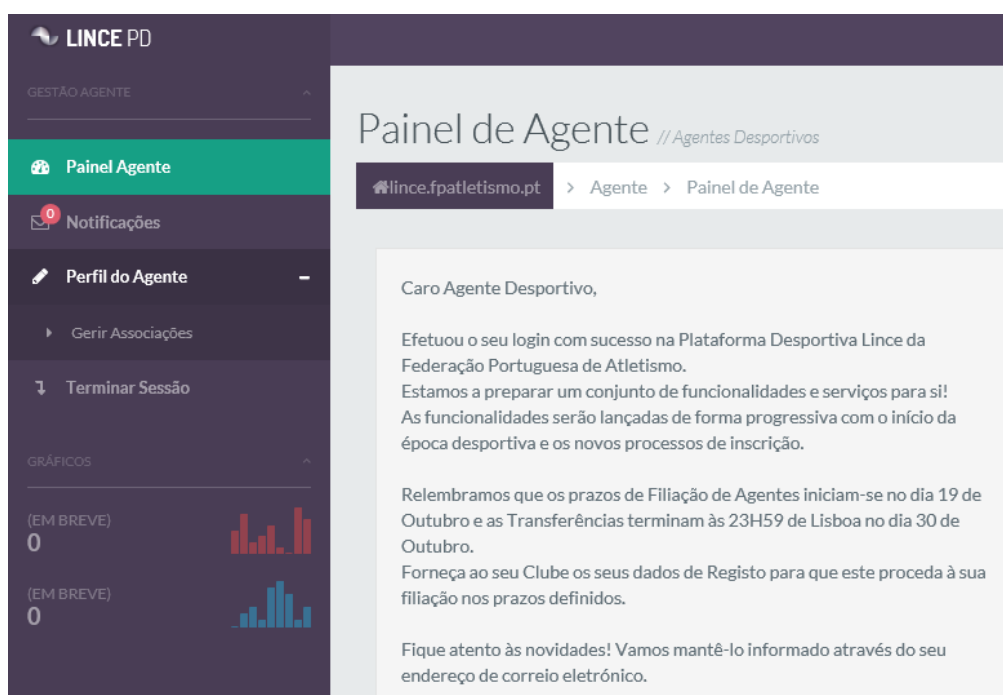 LINCE PD
GESTÃO AGENTE
Painel Agente
0
Notificações
Perfil do Agente
Gerir Associações
Terminar Sessão
GRÁFICOS
(EM BREVE)
0
(EM BREVE)
0
Painel de Agente // Agentes Desportivos
lince.fpatletismo.pt > Agente > Painel de Agente
Caro Agente Desportivo,
Efetuou o seu login com sucesso na Plataforma Desportiva Lince da
Federação Portuguesa de Atletismo.
Estamos a preparar um conjunto de funcionalidades e serviços para si!
As funcionalidades serão lançadas de forma progressiva com o início da
época desportiva e os novos processos de inscrição.
Relembramos que os prazos de Filiação de Agentes iniciam-se no dia 19 de
Outubro e as Transferências terminam às 23H59 de Lisboa no dia 30 de
Outubro.
Forneça ao seu Clube os seus dados de Registo para que este proceda à sua
filiação nos prazos definidos.
Fique atento às novidades! Vamos mantê-lo informado através do seu
endereço de correio eletrónico.